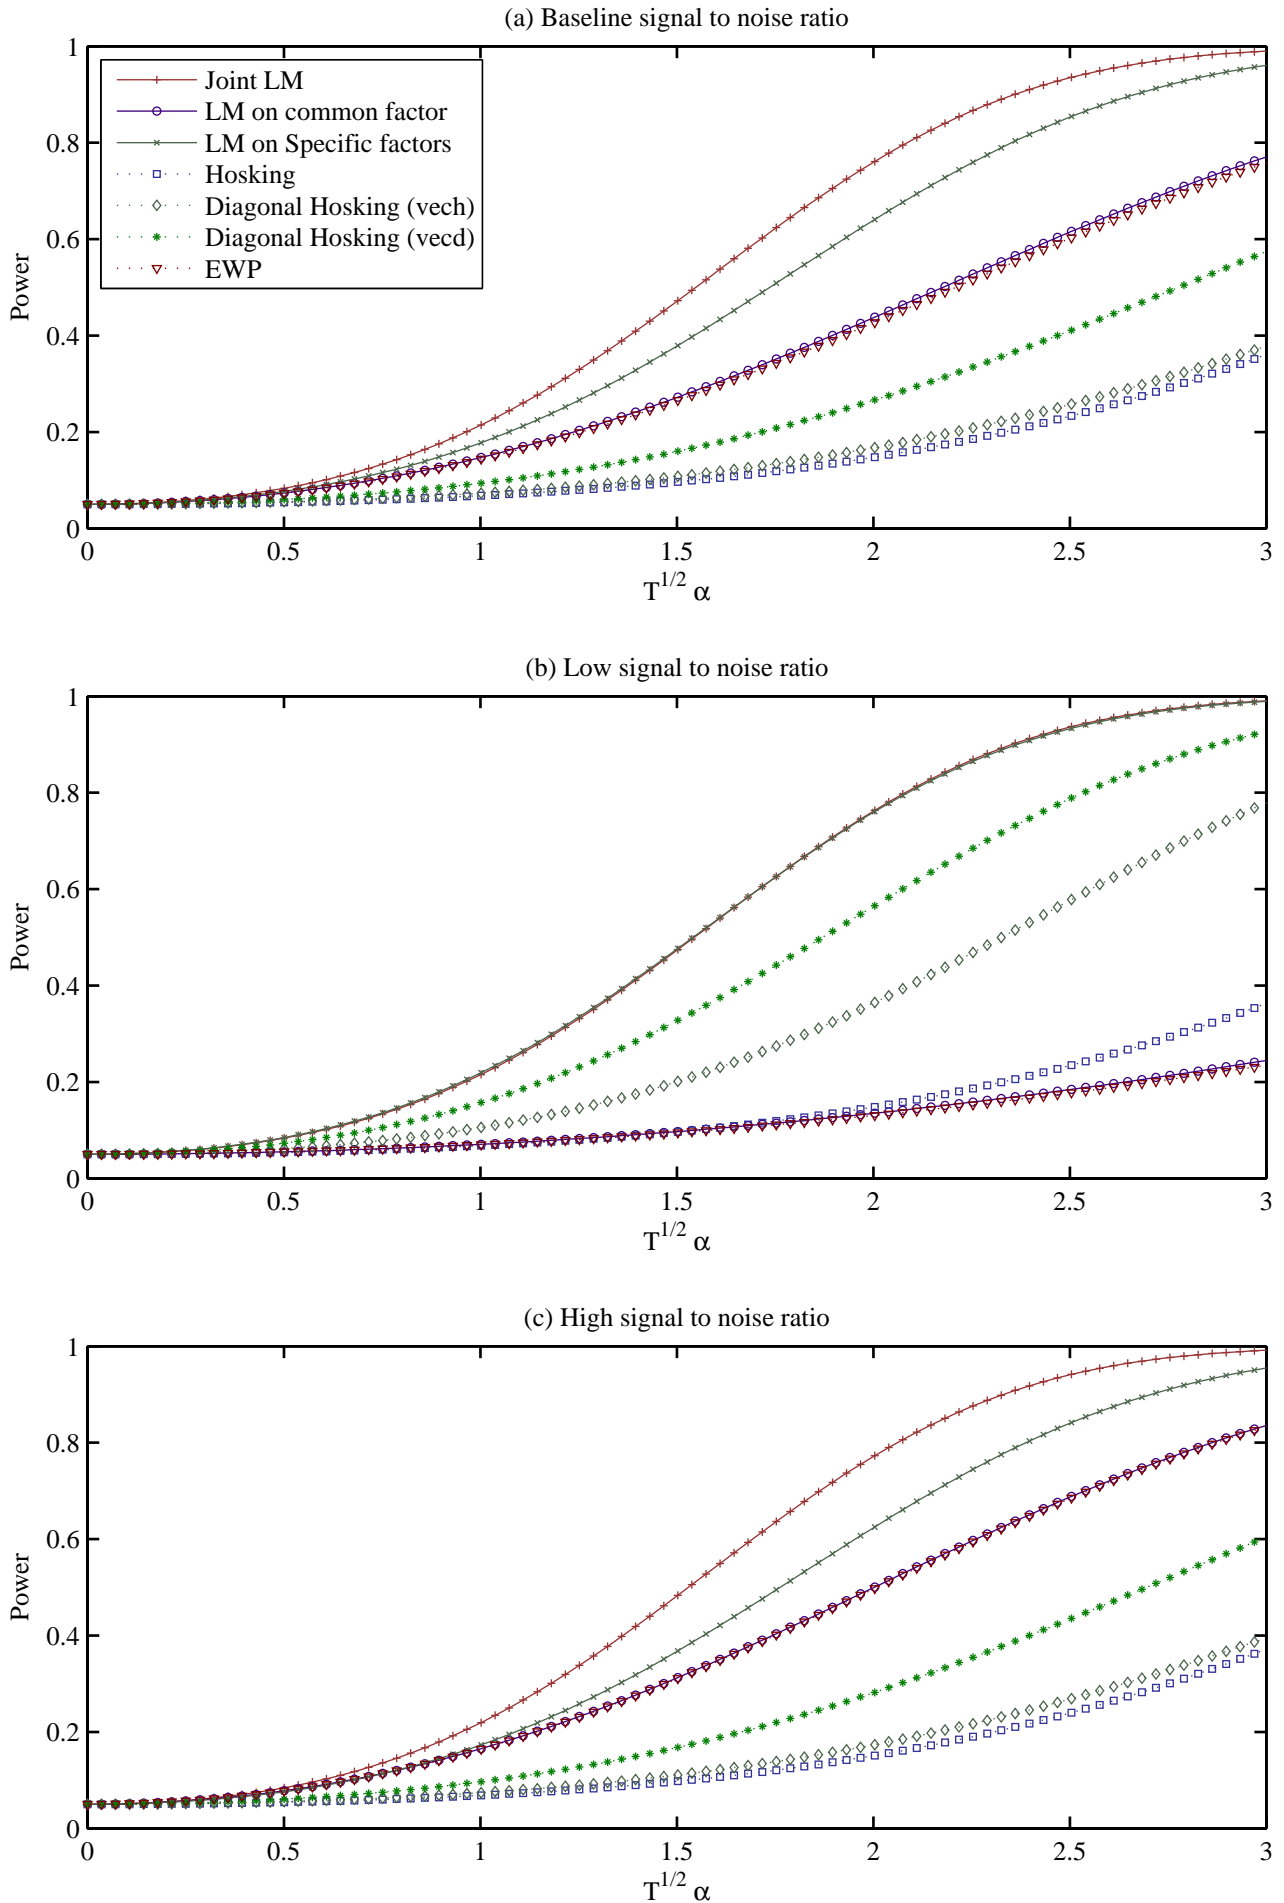 (a) Baseline signal to noise ratio
1
0.8
0.6
0.4
0.2
0
Power
Joint LM
LM on common factor
LM on Specific factors
Hosking
Diagonal Hosking (vech)
Diagonal Hosking (vecd)
EWP
0 0.5 1 1.5 2 2.5 3
T^{1/2} α
(b) Low signal to noise ratio
1
0.8
0.6
0.4
0.2
0
Power
0 0.5 1 1.5 2 2.5 3
T^{1/2} α
(c) High signal to noise ratio
1
0.8
0.6
0.4
0.2
0
Power
0 0.5 1 1.5 2 2.5 3
T^{1/2} α